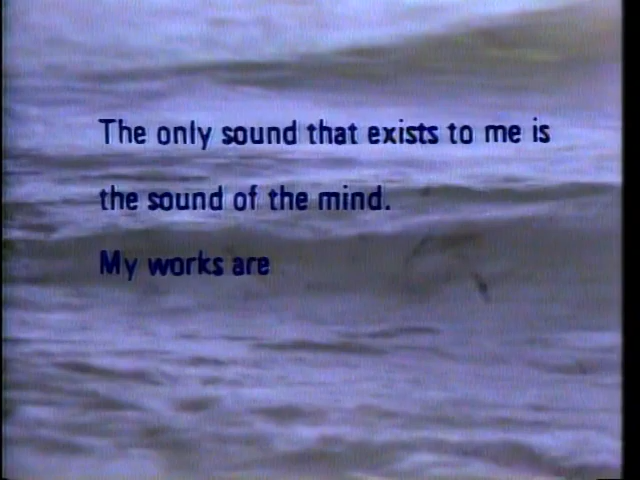 The only sound that exists to me is
the sound of the mind.
My works are